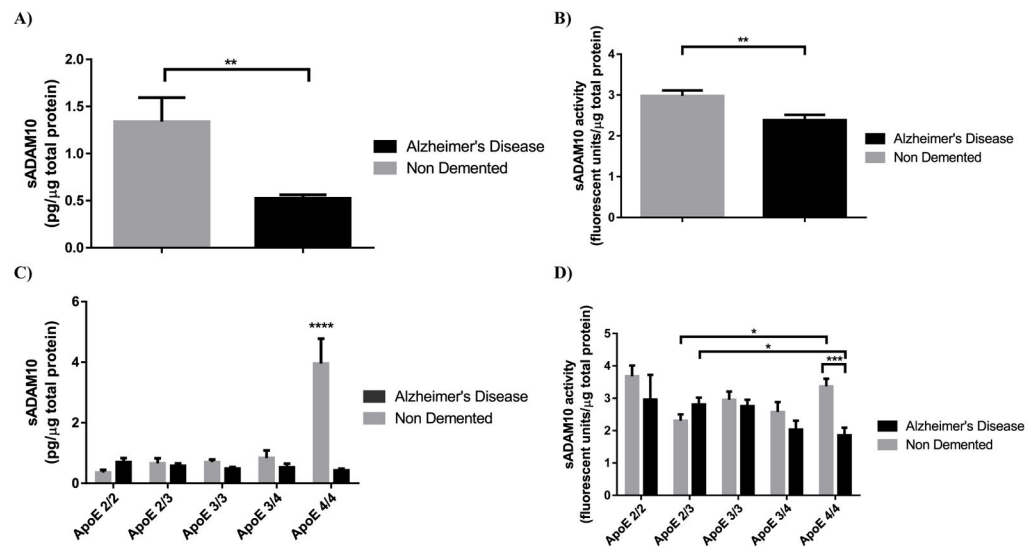 A)
sADAM10
(pg/µg total protein)
2.0
1.5
1.0
0.5
0.0
**
Alzheimer's Disease
Non Demented
B)
sADAM10 activity
(fluorescent units/µg total protein)
4
3
2
1
0
**
Alzheimer's Disease
Non Demented
C)
sADAM10
(pg/µg total protein)
6
4
2
0
****
ApoE 2/2
ApoE 2/3
ApoE 3/3
ApoE 3/4
ApoE 4/4
Alzheimer's Disease
Non Demented
D)
sADAM10 activity
(fluorescent units/µg total protein)
5
4
3
2
1
0
*
*
***
ApoE 2/2
ApoE 2/3
ApoE 3/3
ApoE 3/4
ApoE 4/4
Alzheimer's Disease
Non Demented